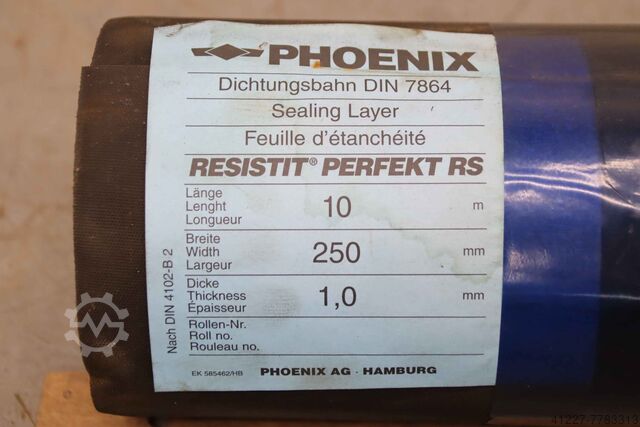 PHOENIX
Dichtungsbahn DIN 7864
Sealing Layer
Feuille d'étanchéité
RESISTIT® PERFEKT RS
Länge
Lenght 10 m
Longueur
Breite
Width 250 mm
Largeur
Dicke
Thickness 1,0 mm
Épaisseur
Rollen-Nr.
Roll no.
Rouleau no.
Nach DIN 4102-B 2
EK 585462/HB PHOENIX AG · HAMBURG
41227-7783313